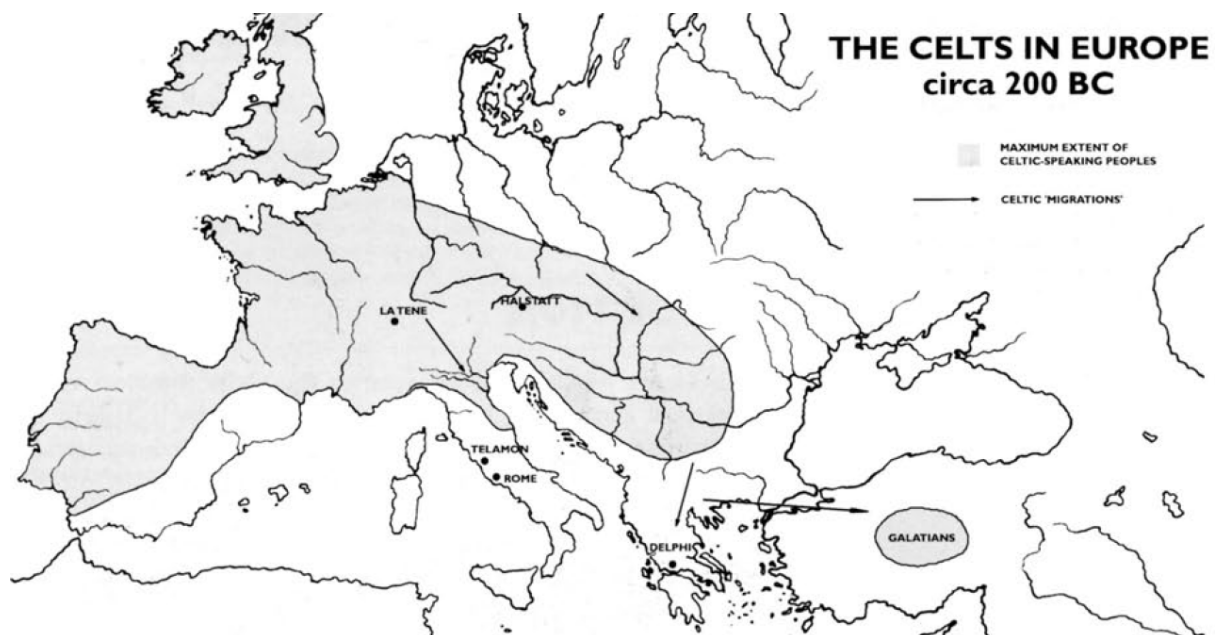 THE CELTS IN EUROPE
circa 200 BC
MAXIMUM EXTENT OF
CELTIC-SPEAKING PEOPLES
CELTIC 'MIGRATIONS'
HALSTATT
LA TENE
TELAMON
ROME
DELPHI
GALATIANS